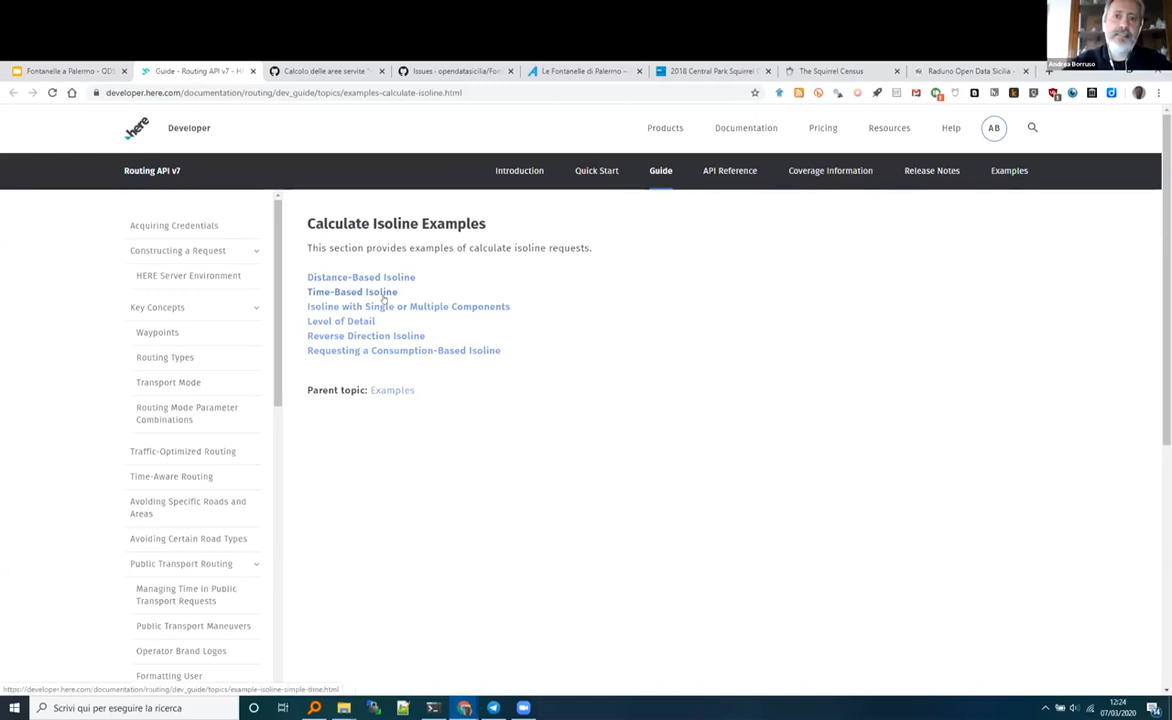 Andrea Borruso
Fontanelle a Palermo - QDS
Guide - Routing API v7 - HE
Calcolo delle aree servite "
Issues · opendatasicilia/Fon
Le Fontanelle di Palermo –
2018 Central Park Squirrel C
The Squirrel Census
Raduno Open Data Sicilia
developer.here.com/documentation/routing/dev_guide/topics/examples-calculate-isoline.html
here
Developer
Products
Documentation
Pricing
Resources
Help
AB
Routing API v7
Introduction
Quick Start
Guide
API Reference
Coverage Information
Release Notes
Examples
Acquiring Credentials
Constructing a Request
HERE Server Environment
Key Concepts
Waypoints
Routing Types
Transport Mode
Routing Mode Parameter
Combinations
Traffic-Optimized Routing
Time-Aware Routing
Avoiding Specific Roads and
Areas
Avoiding Certain Road Types
Public Transport Routing
Managing Time in Public
Transport Requests
Public Transport Maneuvers
Operator Brand Logos
Formatting User
Calculate Isoline Examples
This section provides examples of calculate isoline requests.
Distance-Based Isoline
Time-Based Isoline
Isoline with Single or Multiple Components
Level of Detail
Reverse Direction Isoline
Requesting a Consumption-Based Isoline
Parent topic: Examples
https://developer.here.com/documentation/routing/dev_guide/topics/example-isoline-simple-time.html
Scrivi qui per eseguire la ricerca
12:24
07/03/2020